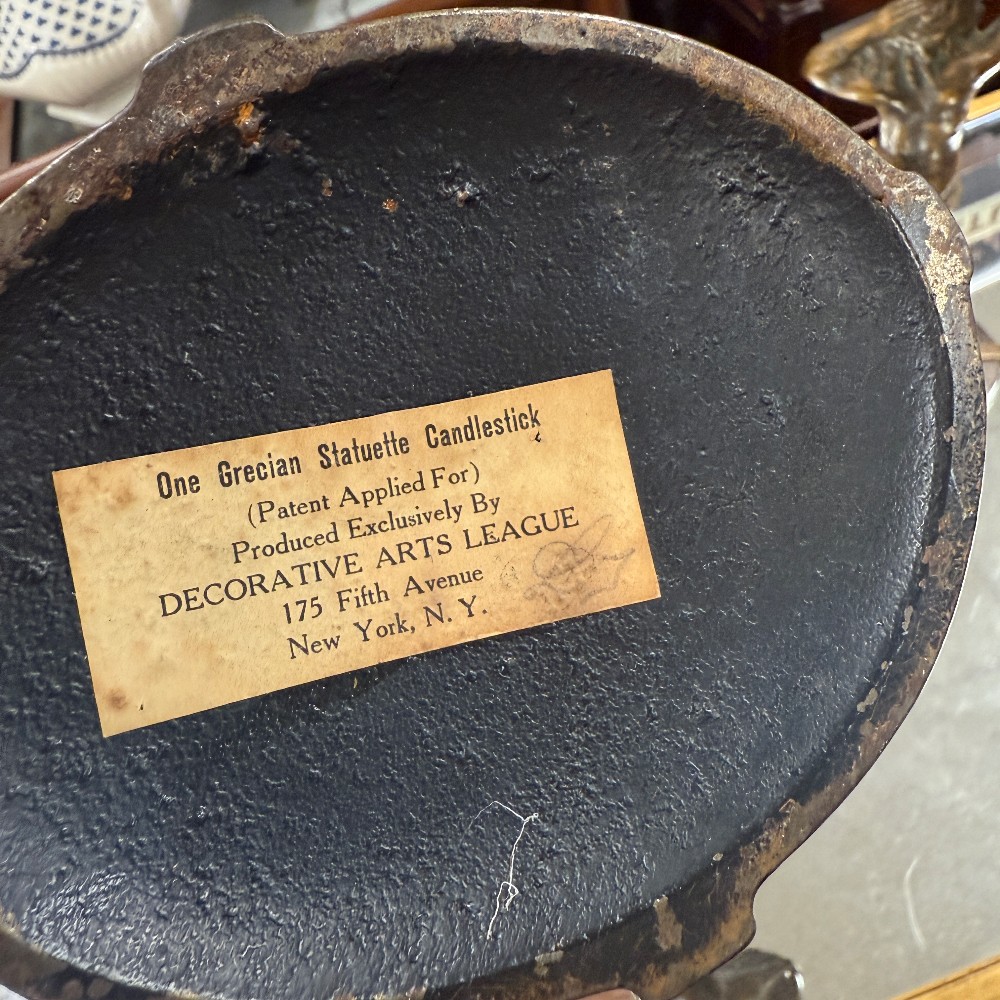 One Grecian Statuette Candlestick
(Patent Applied For)
Produced Exclusively By
DECORATIVE ARTS LEAGUE
175 Fifth Avenue
New York, N. Y.